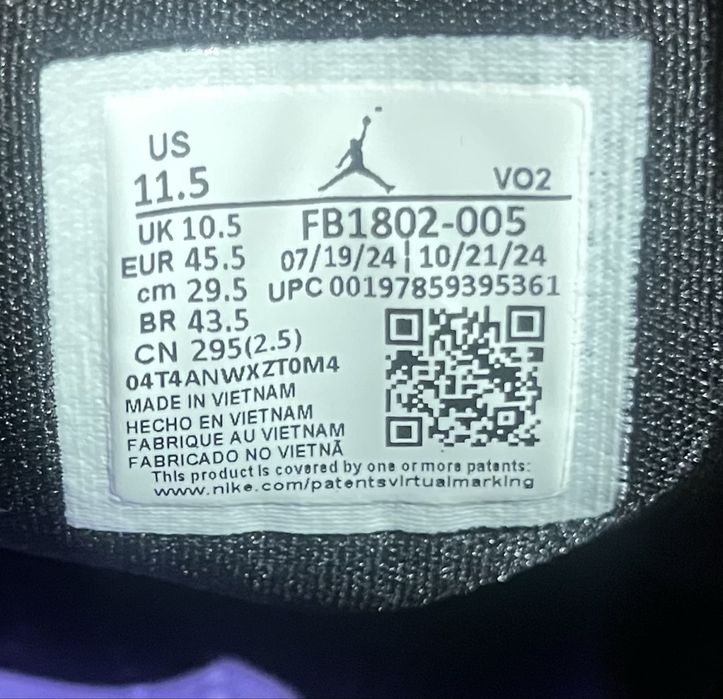 US
11.5
VO2
UK 10.5
FB1802-005
EUR 45.5
07/19/24 | 10/21/24
cm 29.5
UPC 00197859395361
BR 43.5
CN 295(2.5)
04T4ANWXZT0M4
MADE IN VIETNAM
HECHO EN VIETNAM
FABRIQUE AU VIETNAM
FABRICADO NO VIETNÃ
This product is covered by one or more patents:
www.nike.com/patentsvirtualmarking